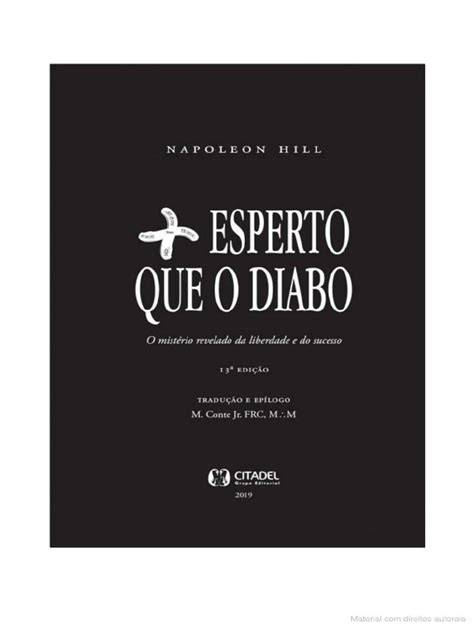 NAPOLEON HILL
+ ESPERTO
QUE O DIABO
O mistério revelado da liberdade e do sucesso
13ª EDIÇÃO
TRADUÇÃO E EPÍLOGO
M. Conte Jr. FRC, M∴M
CITADEL
Grupo Editorial
2019
Material com direitos autorais